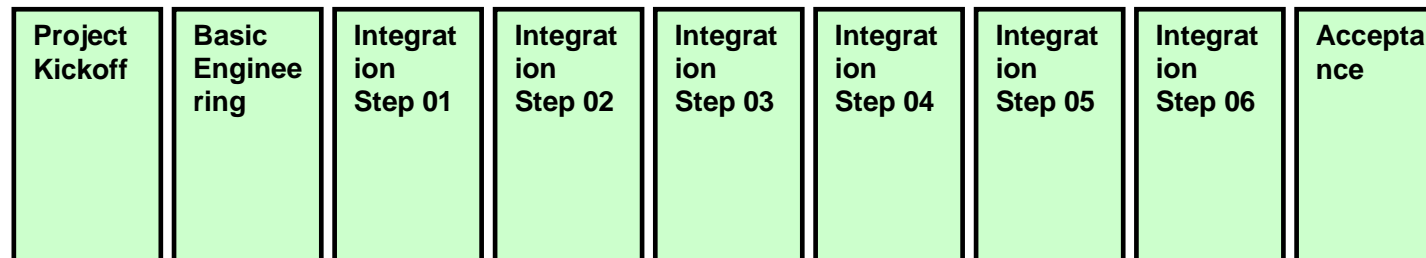 Project
Kickoff
Basic
Enginee
ring
Integrat
ion
Step 01
Integrat
ion
Step 02
Integrat
ion
Step 03
Integrat
ion
Step 04
Integrat
ion
Step 05
Integrat
ion
Step 06
Accepta
nce